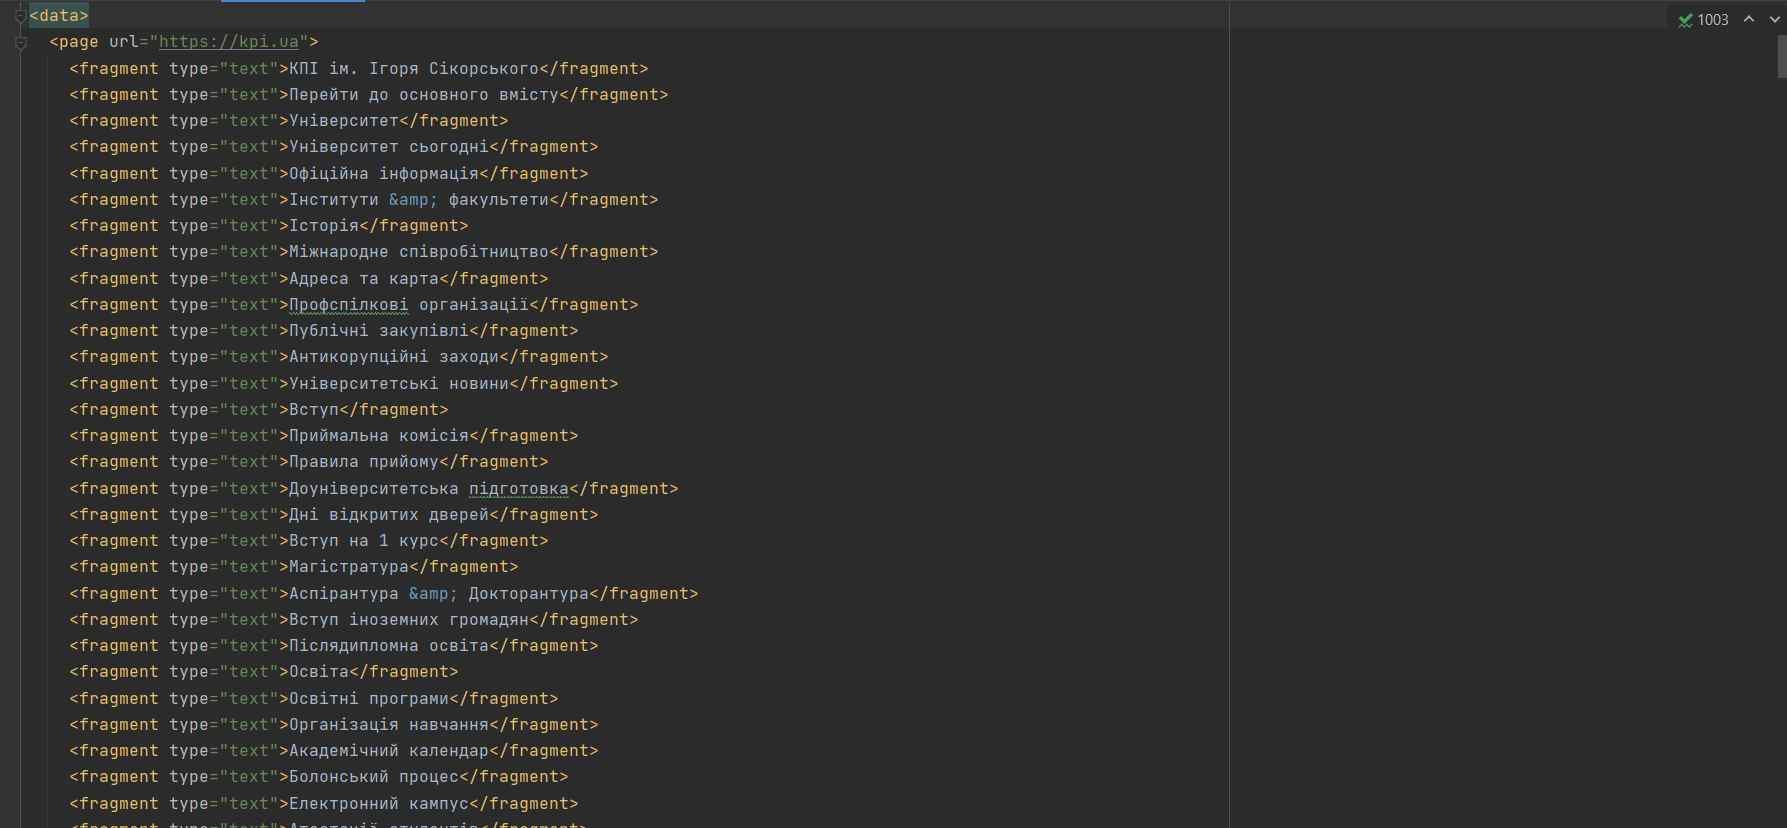 <data>
1003
<page url="https://kpi.ua">
<fragment type="text">КПІ ім. Ігоря Сікорського</fragment>
<fragment type="text">Перейти до основного вмісту</fragment>
<fragment type="text">Університет</fragment>
<fragment type="text">Університет сьогодні</fragment>
<fragment type="text">Офіційна інформація</fragment>
<fragment type="text">Інститути &amp; факультети</fragment>
<fragment type="text">Історія</fragment>
<fragment type="text">Міжнародне співробітництво</fragment>
<fragment type="text">Адреса та карта</fragment>
<fragment type="text">Профспілкові організації</fragment>
<fragment type="text">Публічні закупівлі</fragment>
<fragment type="text">Антикорупційні заходи</fragment>
<fragment type="text">Університетські новини</fragment>
<fragment type="text">Вступ</fragment>
<fragment type="text">Приймальна комісія</fragment>
<fragment type="text">Правила прийому</fragment>
<fragment type="text">Доуніверситетська підготовка</fragment>
<fragment type="text">Дні відкритих дверей</fragment>
<fragment type="text">Вступ на 1 курс</fragment>
<fragment type="text">Магістратура</fragment>
<fragment type="text">Аспірантура &amp; Докторантура</fragment>
<fragment type="text">Вступ іноземних громадян</fragment>
<fragment type="text">Післядипломна освіта</fragment>
<fragment type="text">Освіта</fragment>
<fragment type="text">Освітні програми</fragment>
<fragment type="text">Організація навчання</fragment>
<fragment type="text">Академічний календар</fragment>
<fragment type="text">Болонський процес</fragment>
<fragment type="text">Електронний кампус</fragment>
<fragment type="text">Атестації студентів</fragment>